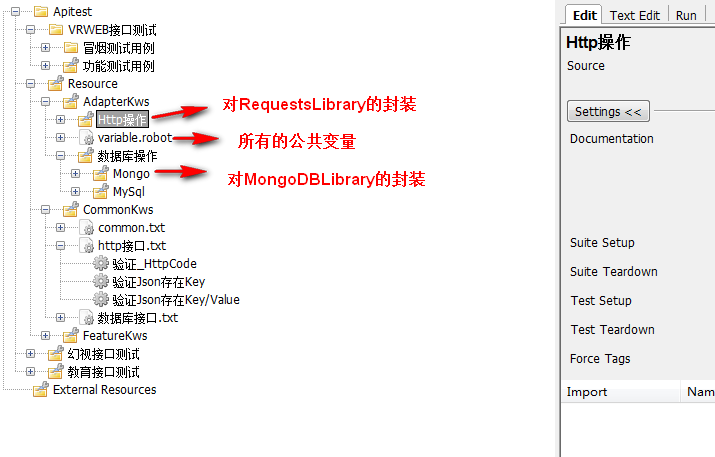 Apitest
VRWEB接口测试
冒烟测试用例
功能测试用例
Resource
AdapterKws
Http操作
variable.robot
数据库操作
Mongo
MySql
CommonKws
common.txt
http接口.txt
验证_HttpCode
验证Json存在Key
验证Json存在Key/Value
数据库接口.txt
FeatureKws
幻视接口测试
教育接口测试
External Resources
对RequestsLibrary的封装
所有的公共变量
对MongoDBLibrary的封装
Edit Text Edit Run
Http操作
Source
Settings <<
Documentation
Suite Setup
Suite Teardown
Test Setup
Test Teardown
Force Tags
Import Nam